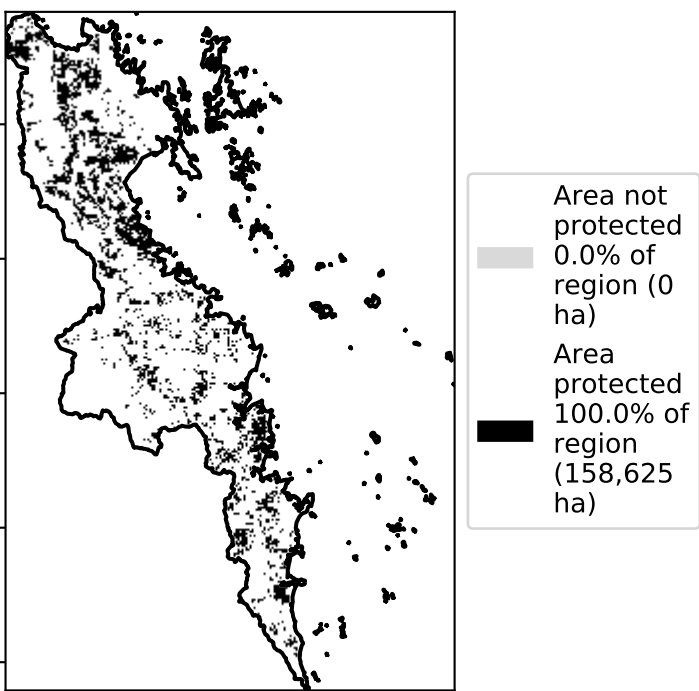 Area not
protected
0.0% of
region (0
ha)
Area
protected
100.0% of
region
(158,625
ha)